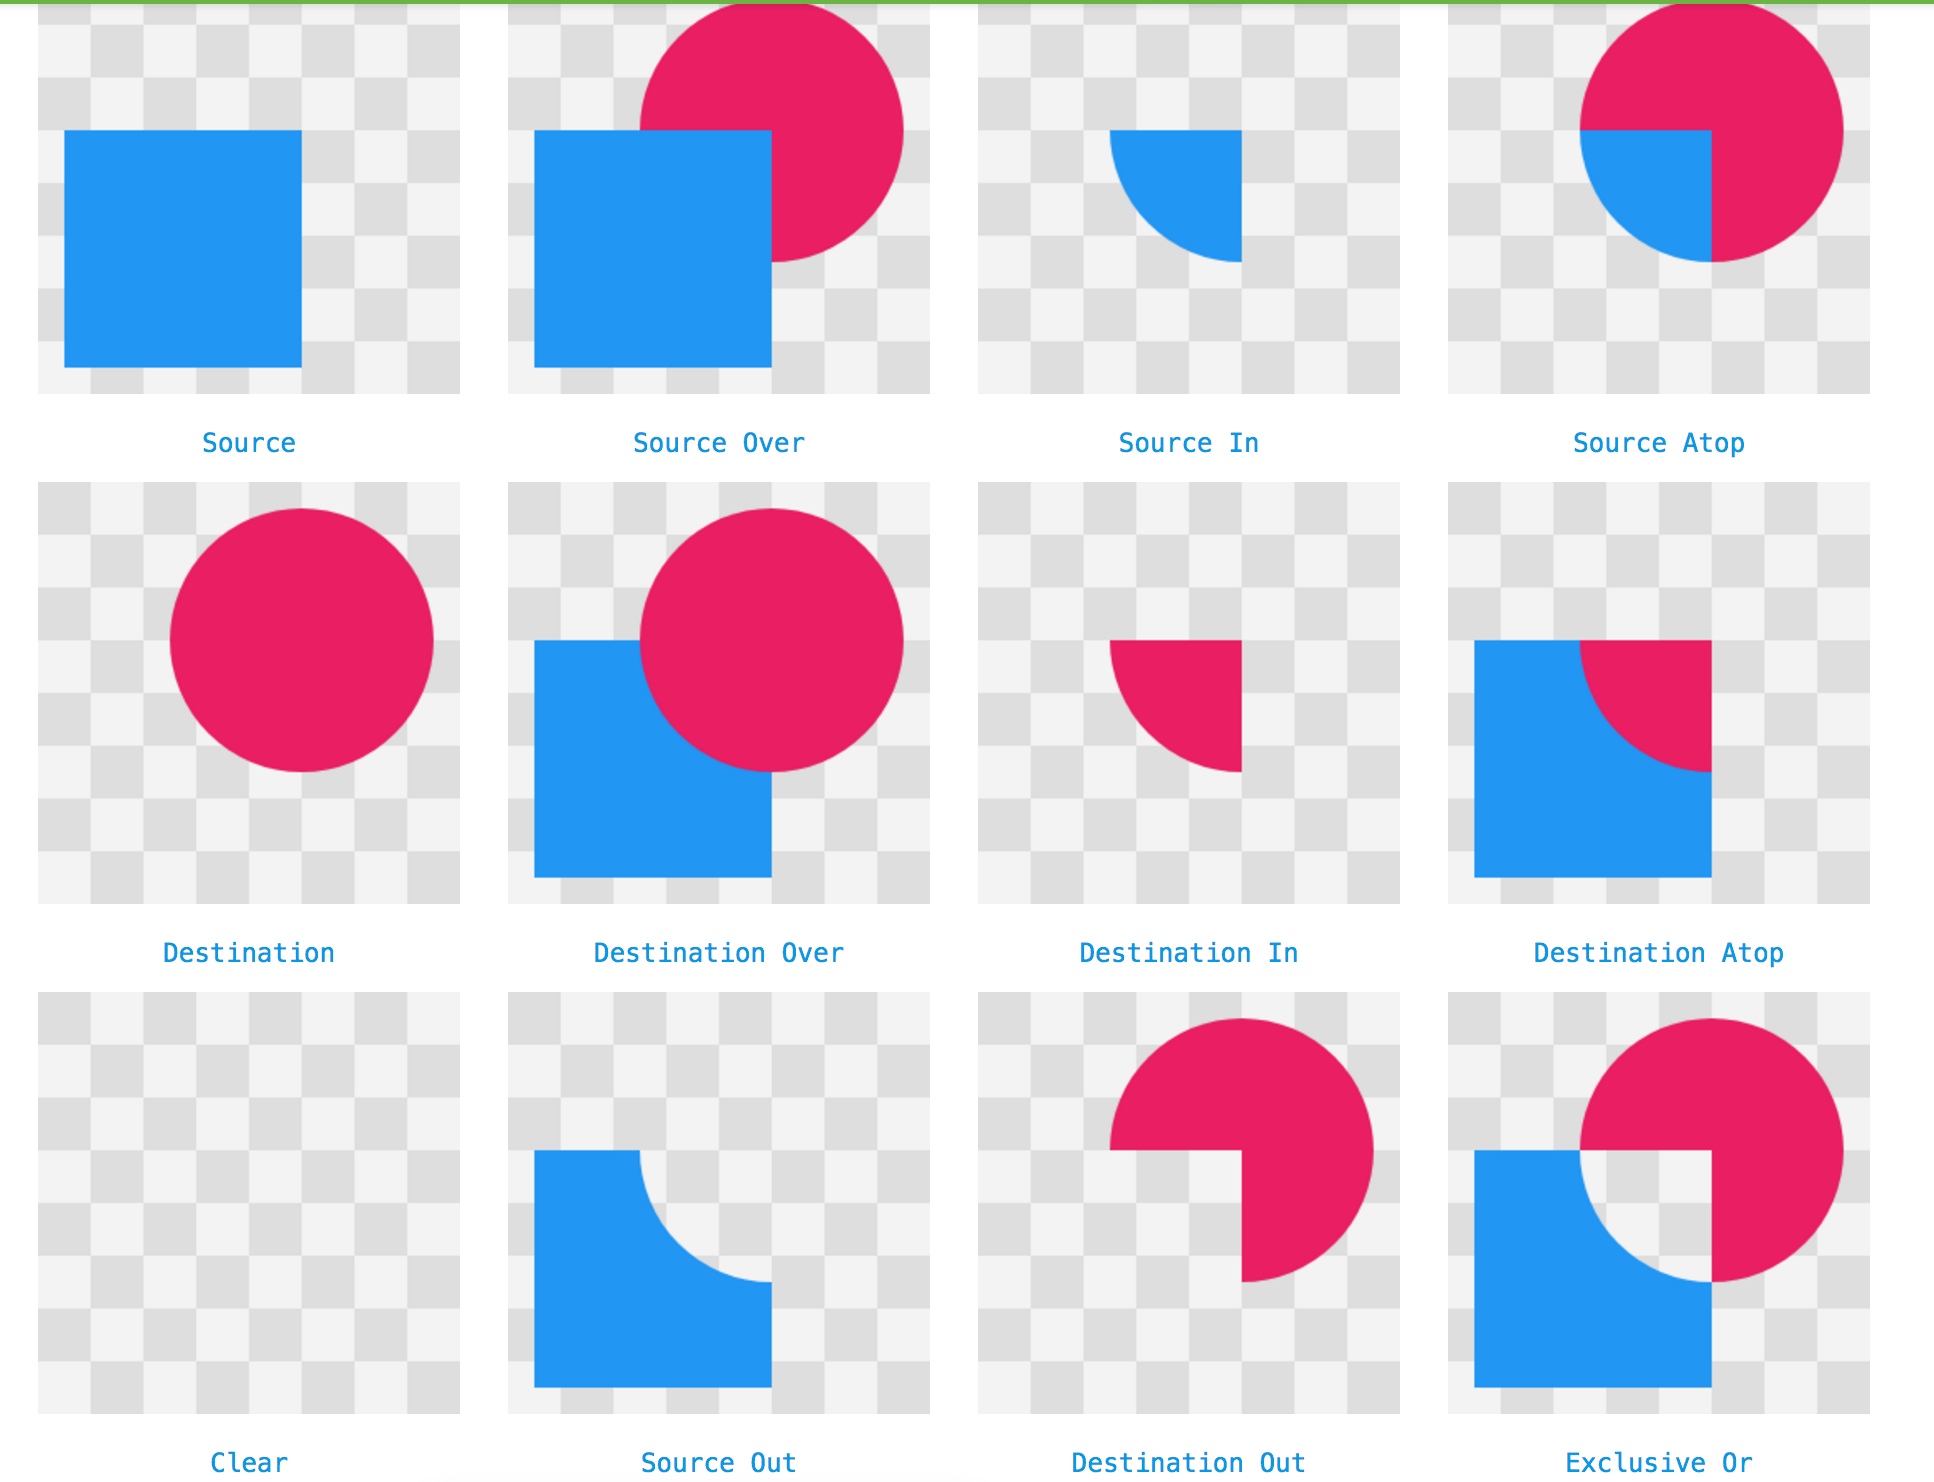 Source
Source Over
Source In
Source Atop
Destination
Destination Over
Destination In
Destination Atop
Clear
Source Out
Destination Out
Exclusive Or